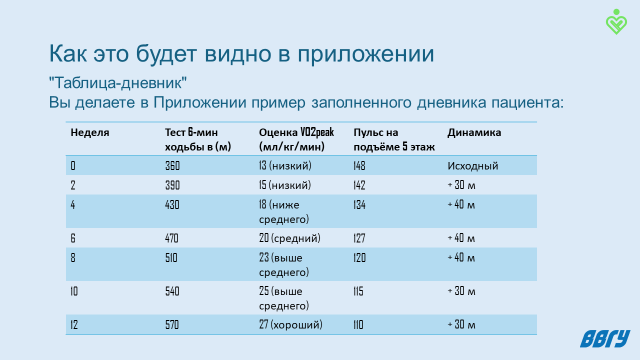 Как это будет видно в приложении
"Таблица-дневник"
Вы делаете в Приложении пример заполненного дневника пациента:
Неделя Тест 6-мин ходьбы в (м) Оценка VO2peak (мл/кг/мин) Пульс на подъёме 5 этаж Динамика
0 360 13 (низкий) 148 Исходный
2 390 15 (низкий) 142 + 30 м
4 430 18 (ниже среднего) 134 + 40 м
6 470 20 (средний) 127 + 40 м
8 510 23 (выше среднего) 120 + 40 м
10 540 25 (выше среднего) 115 + 30 м
12 570 27 (хороший) 110 + 30 м
ВВГУ